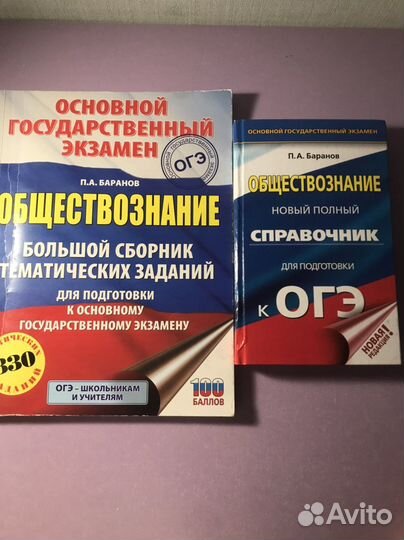 ОСНОВНОЙ
ГОСУДАРСТВЕННЫЙ
ЭКЗАМЕН
ОГЭ
П.А. БАРАНОВ
ОБЩЕСТВОЗНАНИЕ
БОЛЬШОЙ СБОРНИК
ТЕМАТИЧЕСКИХ ЗАДАНИЙ
ДЛЯ ПОДГОТОВКИ
К ОСНОВНОМУ
ГОСУДАРСТВЕННОМУ ЭКЗАМЕНУ
330
ОГЭ – ШКОЛЬНИКАМ
И УЧИТЕЛЯМ
100
БАЛЛОВ
ОСНОВНОЙ ГОСУДАРСТВЕННЫЙ ЭКЗАМЕН
П.А. Баранов
ОБЩЕСТВОЗНАНИЕ
НОВЫЙ ПОЛНЫЙ
СПРАВОЧНИК
ДЛЯ ПОДГОТОВКИ
К ОГЭ
НОВАЯ!
РЕДАКЦИЯ
Avito